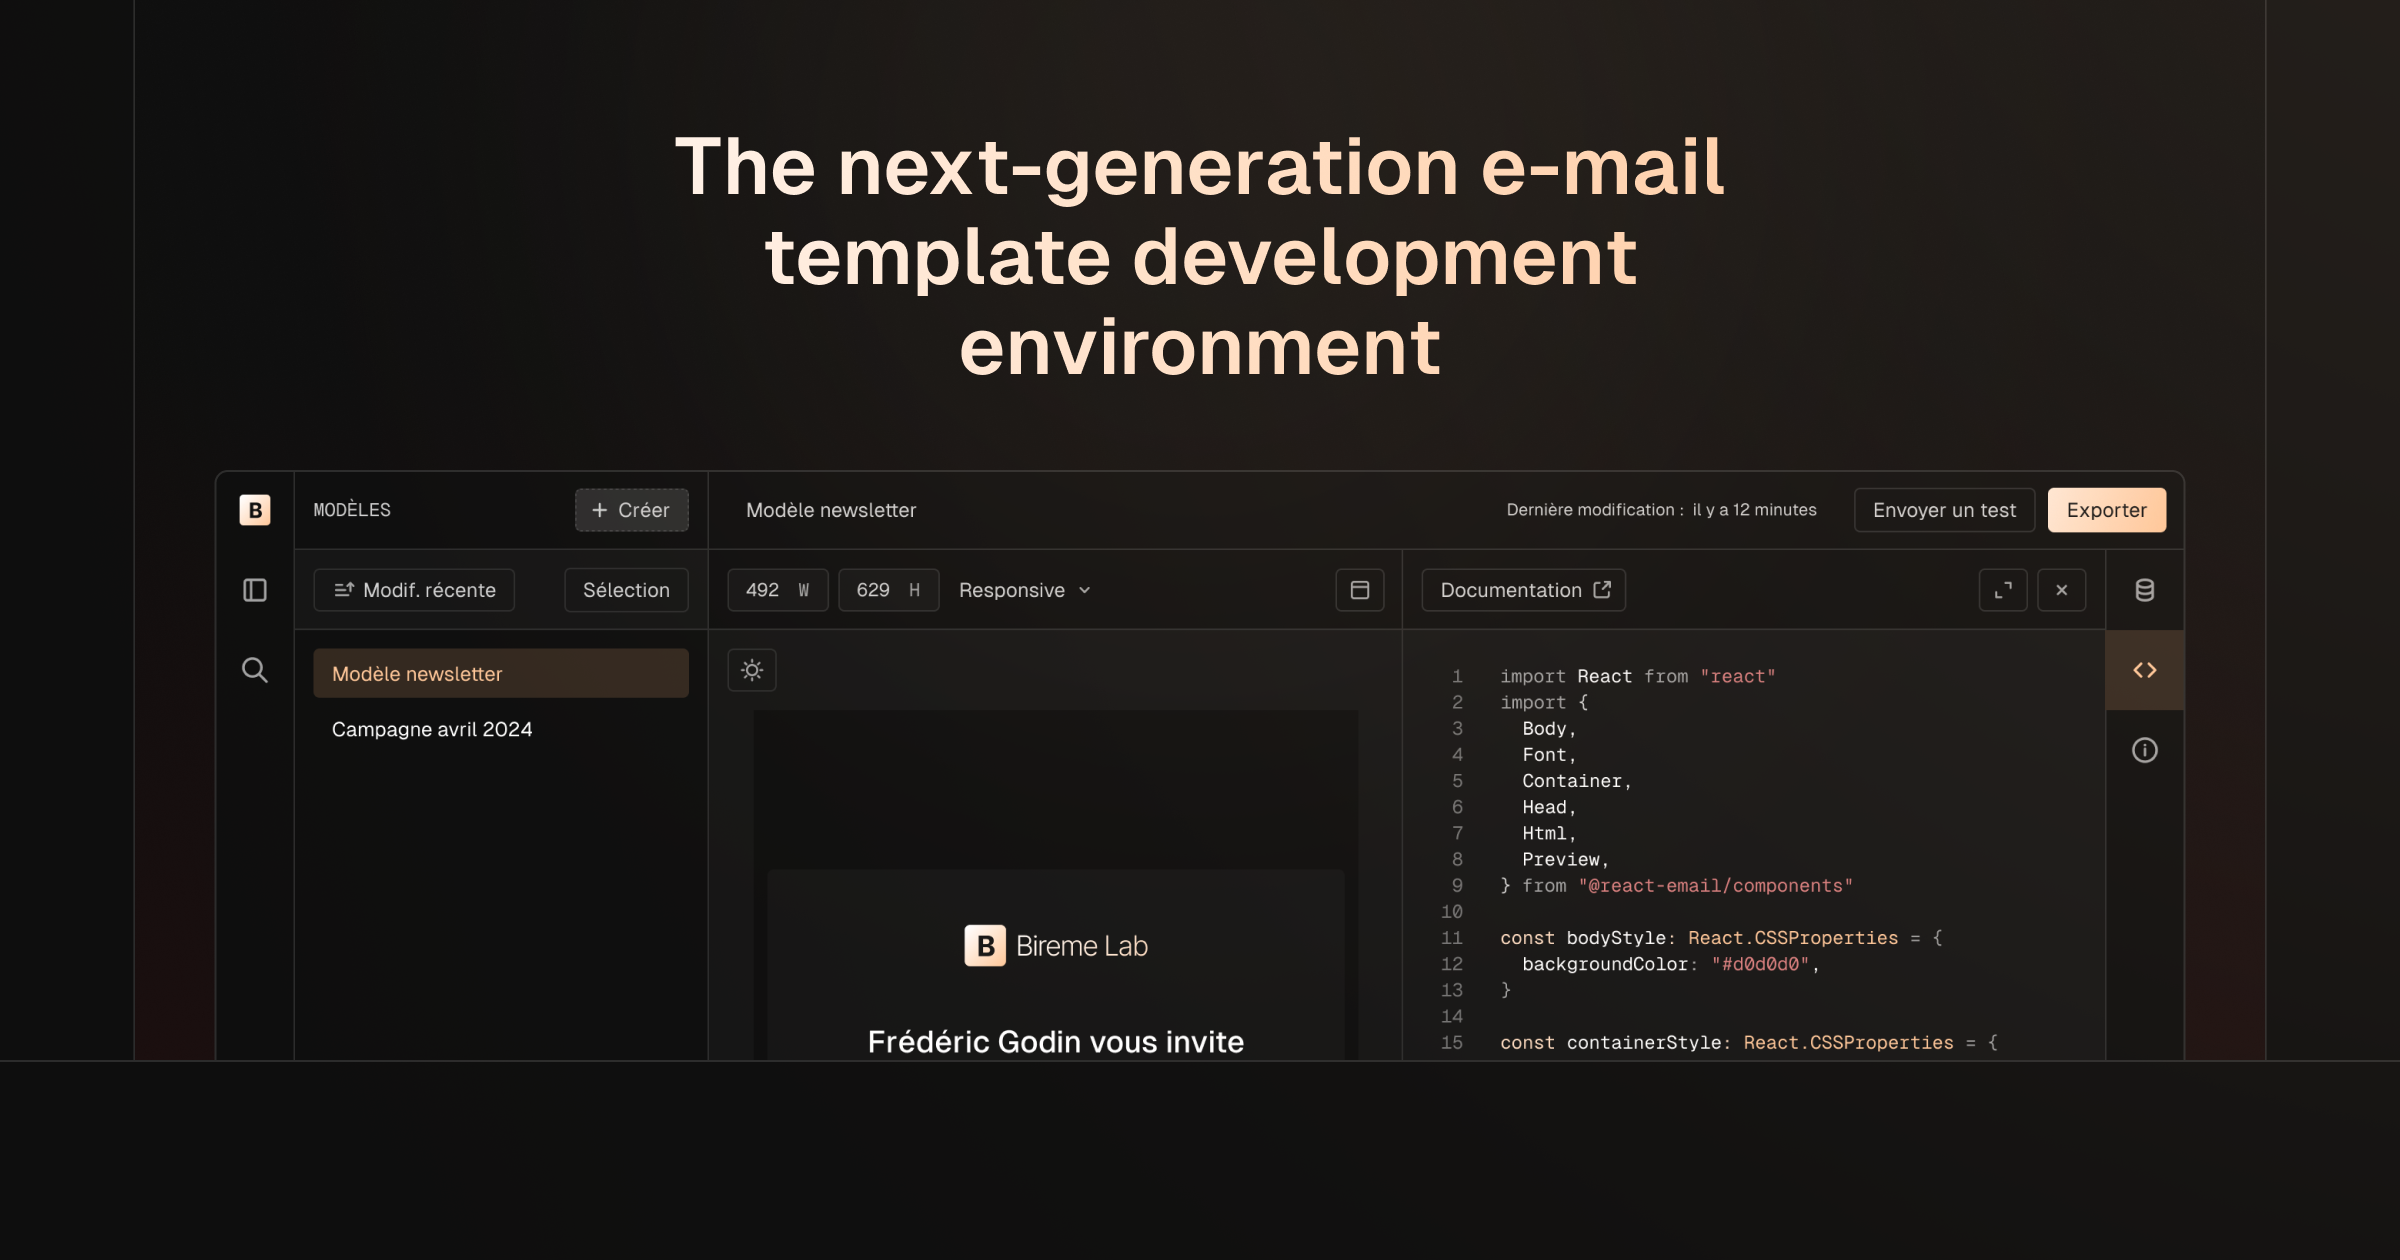 The next-generation e-mail
template development
environment
B
MODÈLES
+ Créer
Modèle newsletter
Dernière modification : il y a 12 minutes
Envoyer un test
Exporter
Modif. récente
Sélection
492 W
629 H
Responsive
Documentation
Modèle newsletter
Campagne avril 2024
B Bireme Lab
Frédéric Godin vous invite
1 import React from "react"
2 import {
3 Body,
4 Font,
5 Container,
6 Head,
7 Html,
8 Preview,
9 } from "@react-email/components"
10
11 const bodyStyle: React.CSSProperties = {
12 backgroundColor: "#d0d0d0",
13 }
14
15 const containerStyle: React.CSSProperties = {